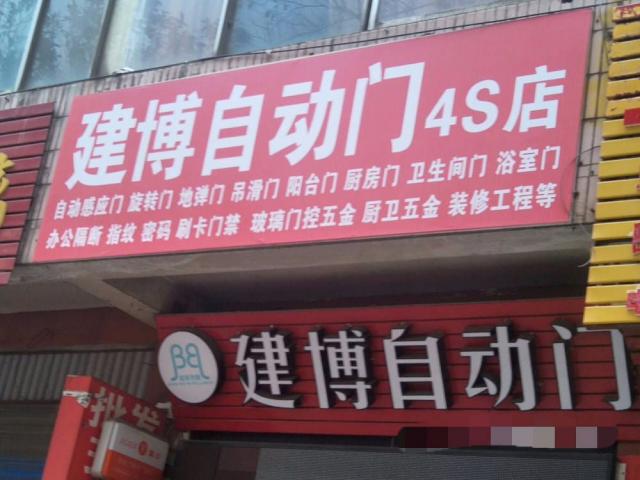 建博自动门4S店
自动感应门 旋转门 地弹门 吊滑门 阳台门 厨房门 卫生间门 浴室门
办公隔断 指纹 密码 刷卡门禁 玻璃门控五金 厨卫五金 装修工程等
建博自动门
批发